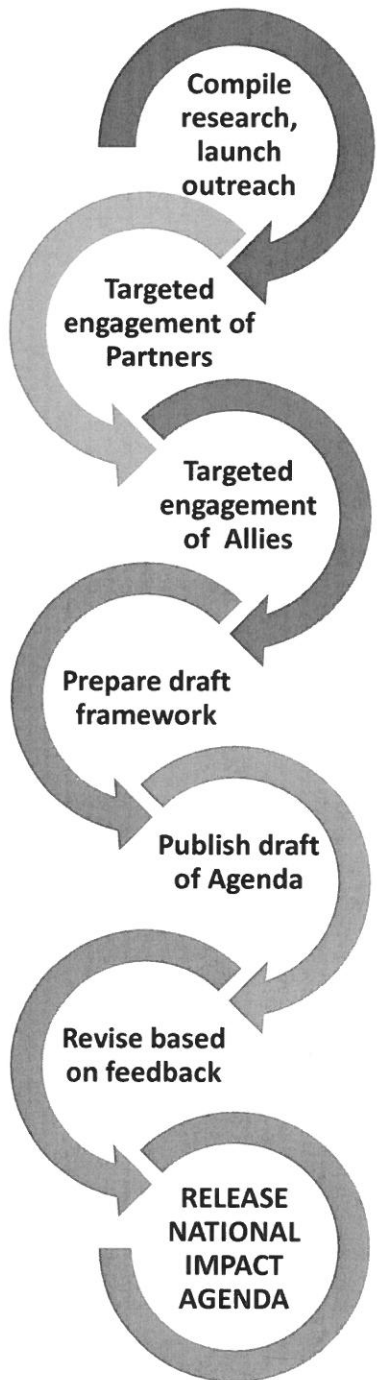 Compile
research,
launch
outreach
Targeted
engagement of
Partners
Targeted
engagement
of Allies
Prepare draft
framework
Publish draft
of Agenda
Revise based
on feedback
RELEASE
NATIONAL
IMPACT
AGENDA